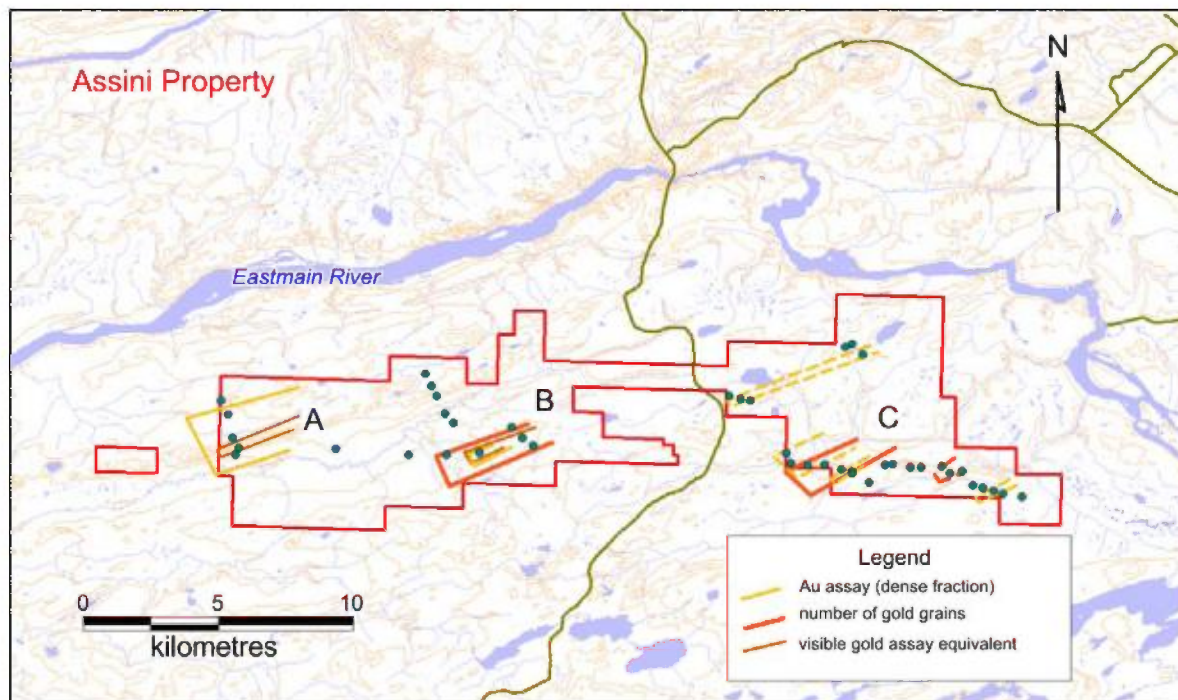 Assini Property
N
Eastmain River
A
B
C
0 5 10
kilometres
Legend
Au assay (dense fraction)
number of gold grains
visible gold assay equivalent